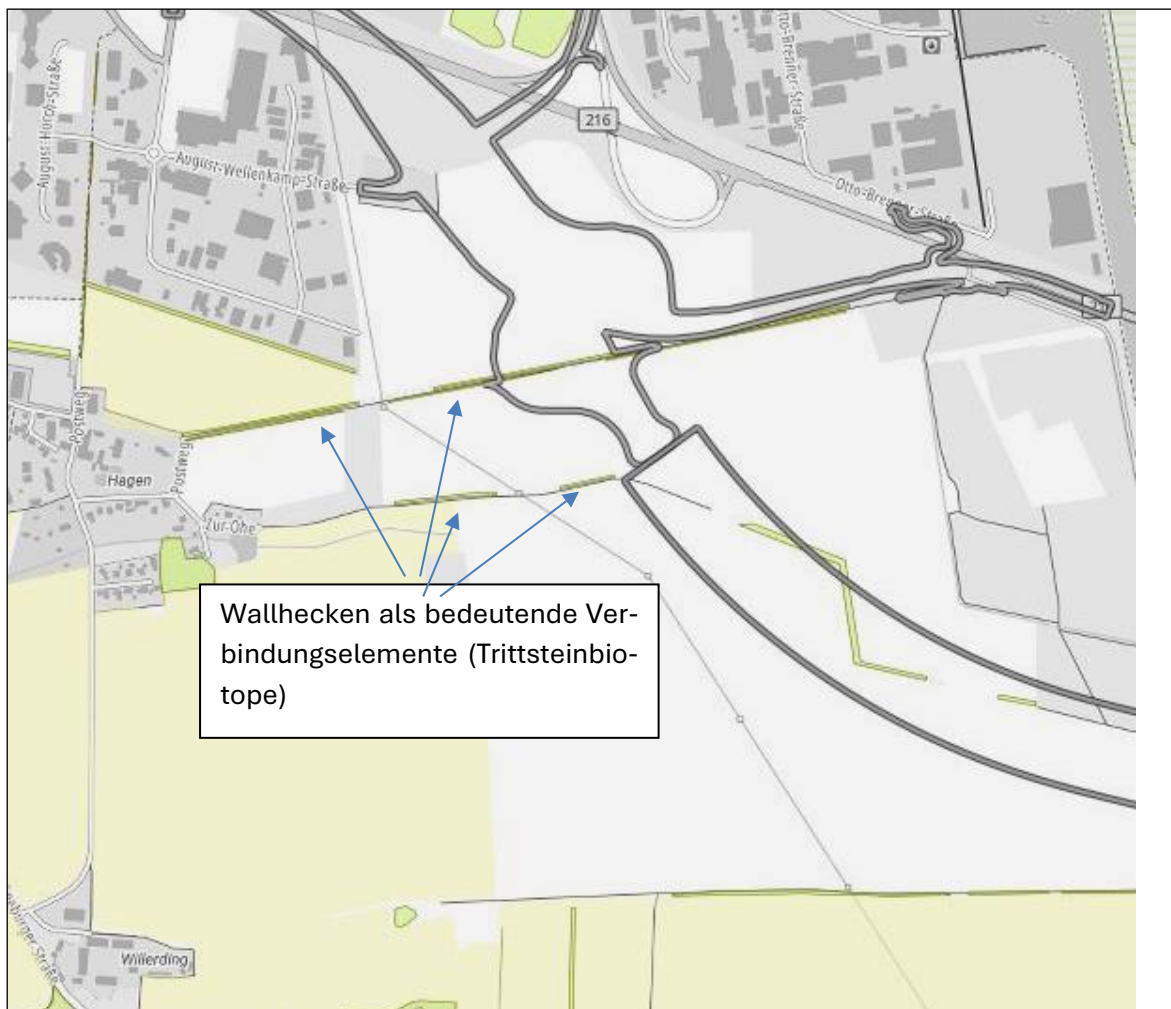 August-Horch-Straße
August-Wellenkamp-Straße
216
Otto-Brenner-Straße
Otto-Brenner-Straße
Postweg
Postweg
Hagen
Zur-Ohe
Wallhecken als bedeutende Ver-
bindungselemente (Trittsteinbio-
tope)
Willerding